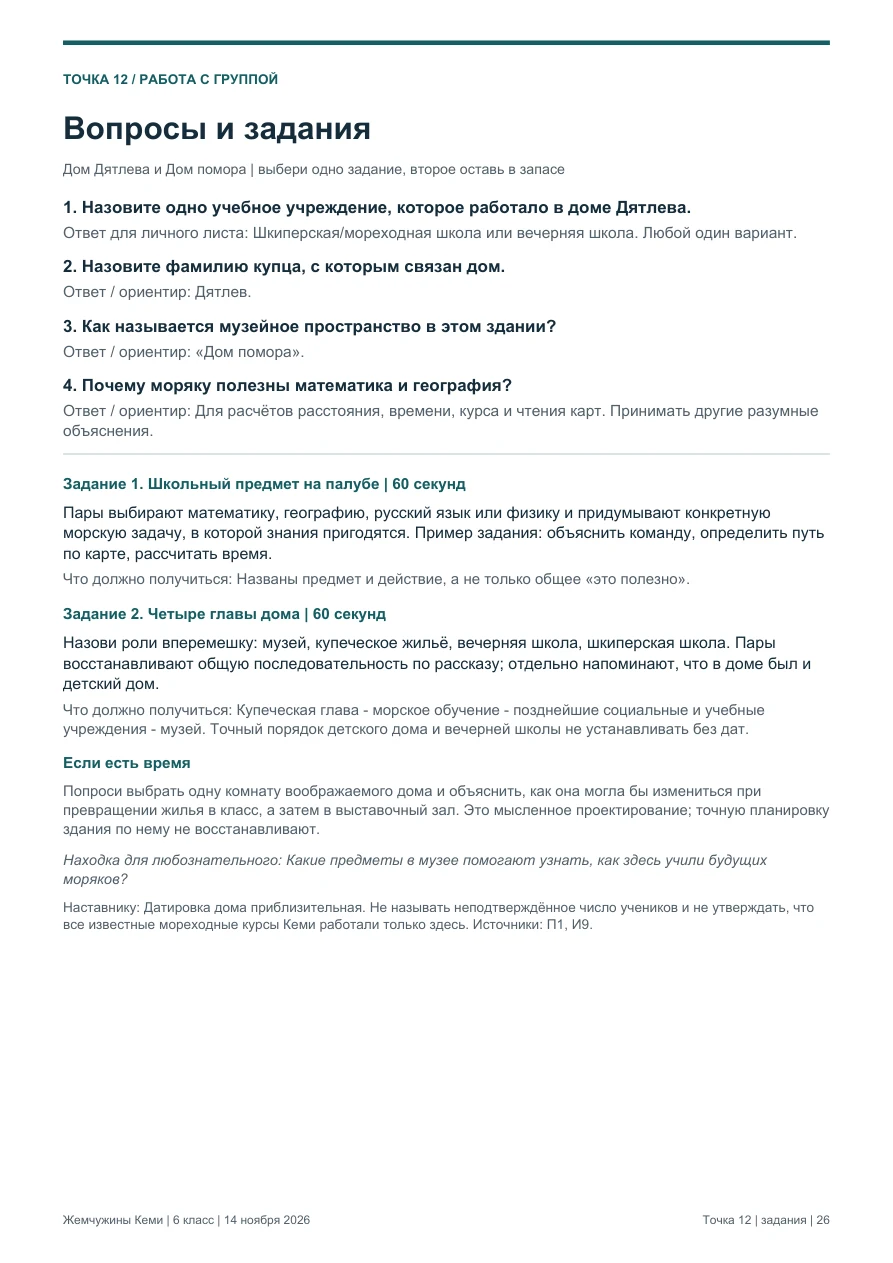 ТОЧКА 12 / РАБОТА С ГРУППОЙ
Вопросы и задания
Дом Дятлева и Дом помора | выбери одно задание, второе оставь в запасе
1. Назовите одно учебное учреждение, которое работало в доме Дятлева.
Ответ для личного листа: Шкиперская/мореходная школа или вечерняя школа. Любой один вариант.
2. Назовите фамилию купца, с которым связан дом.
Ответ / ориентир: Дятлев.
3. Как называется музейное пространство в этом здании?
Ответ / ориентир: «Дом помора».
4. Почему моряку полезны математика и география?
Ответ / ориентир: Для расчётов расстояния, времени, курса и чтения карт. Принимать другие разумные
объяснения.
Задание 1. Школьный предмет на палубе | 60 секунд
Пары выбирают математику, географию, русский язык или физику и придумывают конкретную
морскую задачу, в которой знания пригодятся. Пример задания: объяснить команду, определить путь
по карте, рассчитать время.
Что должно получиться: Названы предмет и действие, а не только общее «это полезно».
Задание 2. Четыре главы дома | 60 секунд
Назови роли вперемешку: музей, купеческое жильё, вечерняя школа, шкиперская школа. Пары
восстанавливают общую последовательность по рассказу; отдельно напоминают, что в доме был и
детский дом.
Что должно получиться: Купеческая глава - морское обучение - позднейшие социальные и учебные
учреждения - музей. Точный порядок детского дома и вечерней школы не устанавливать без дат.
Если есть время
Попроси выбрать одну комнату воображаемого дома и объяснить, как она могла бы измениться при
превращении жилья в класс, а затем в выставочный зал. Это мысленное проектирование; точную планировку
здания по нему не восстанавливают.
Находка для любознательного: Какие предметы в музее помогают узнать, как здесь учили будущих
моряков?
Наставнику: Датировка дома приблизительная. Не называть неподтверждённое число учеников и не утверждать, что
все известные мореходные курсы Кеми работали только здесь. Источники: П1, И9.
Жемчужины Кеми | 6 класс | 14 ноября 2026
Точка 12 | задания | 26